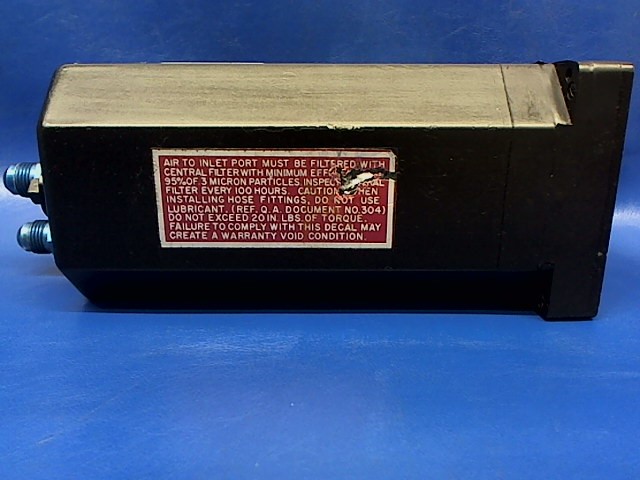 AIR TO INLET PORT MUST BE FILTERED WITH
CENTRAL FILTER WITH MINIMUM
95% OF 3 MICRON PARTICLES. INSPECT
FILTER EVERY 100 HOURS. CAUTION
INSTALLING HOSE FITTINGS, DO NOT USE
LUBRICANT. (REF. Q.A. DOCUMENT NO. 304)
DO NOT EXCEED 20 IN. LBS OF TORQUE.
FAILURE TO COMPLY WITH THIS DECAL MAY
CREATE A WARRANTY VOID CONDITION.